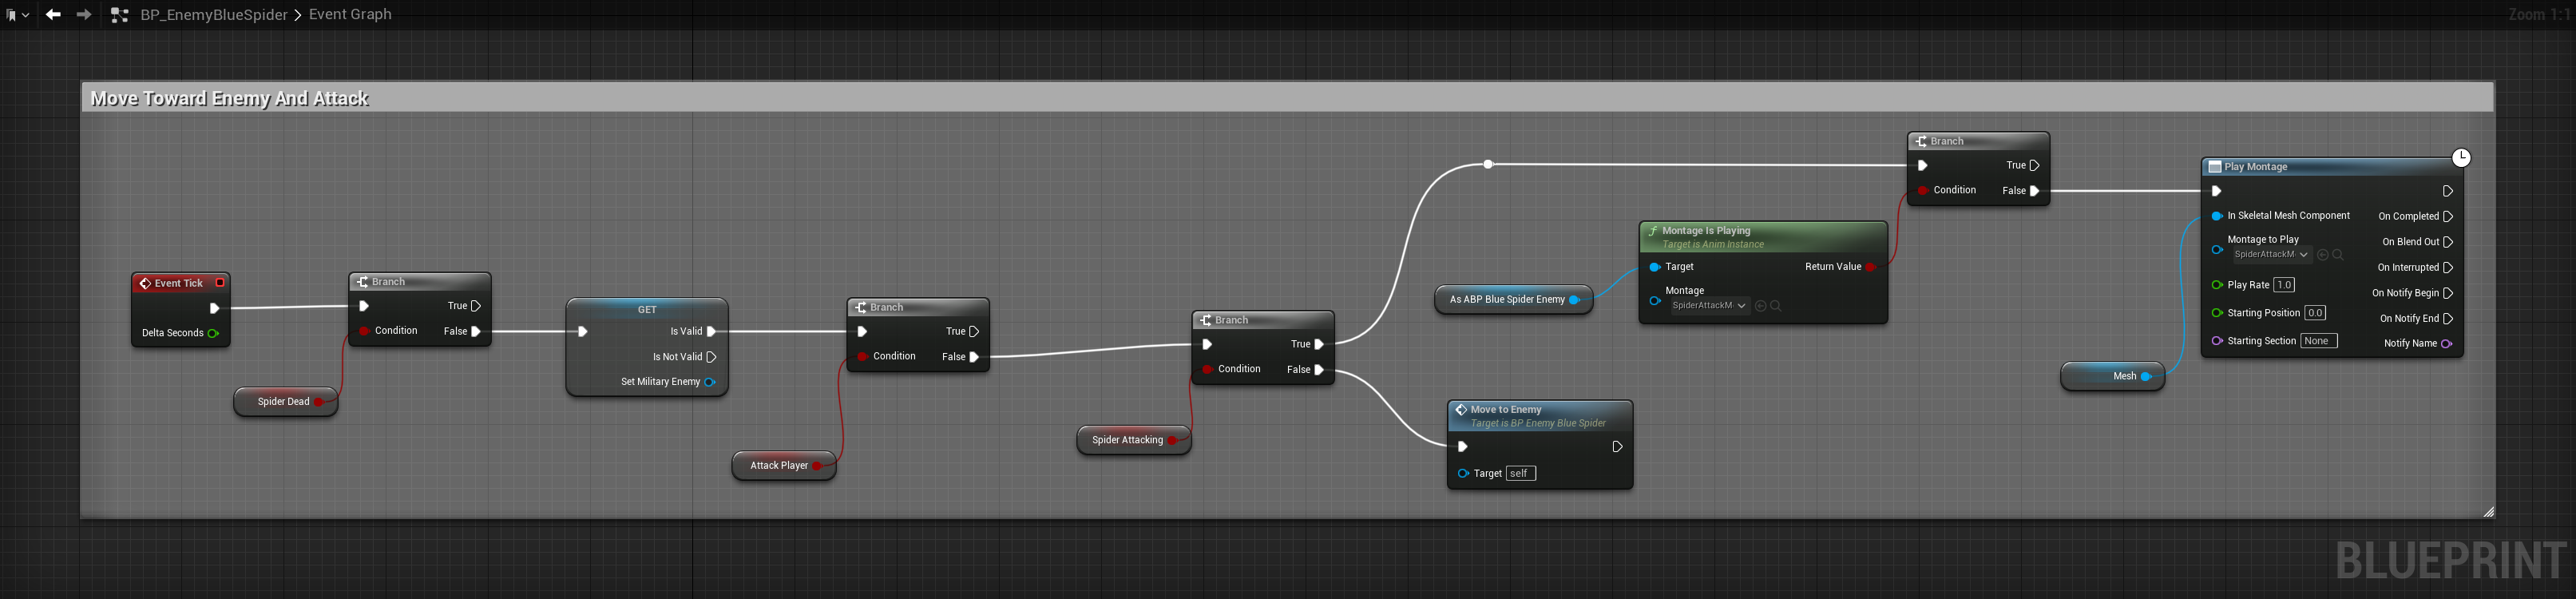 BP_EnemyBlueSpider > Event Graph
Zoom 1:1
Move Toward Enemy And Attack
Event Tick
Delta Seconds
Spider Dead
Branch
True
Condition
False
GET
Is Valid
Is Not Valid
Set Military Enemy
Attack Player
Branch
True
Condition
False
Spider Attacking
Branch
True
Condition
False
Move to Enemy
Target is BP Enemy Blue Spider
Target self
As ABP Blue Spider Enemy
Montage Is Playing
Target is Anim Instance
Target
Return Value
Montage
SpiderAttackM
Branch
True
Condition
False
Mesh
Play Montage
In Skeletal Mesh Component
On Completed
Montage to Play
SpiderAttackM
On Blend Out
On Interrupted
Play Rate 1.0
On Notify Begin
Starting Position 0.0
On Notify End
Starting Section None
Notify Name
BLUEPRINT